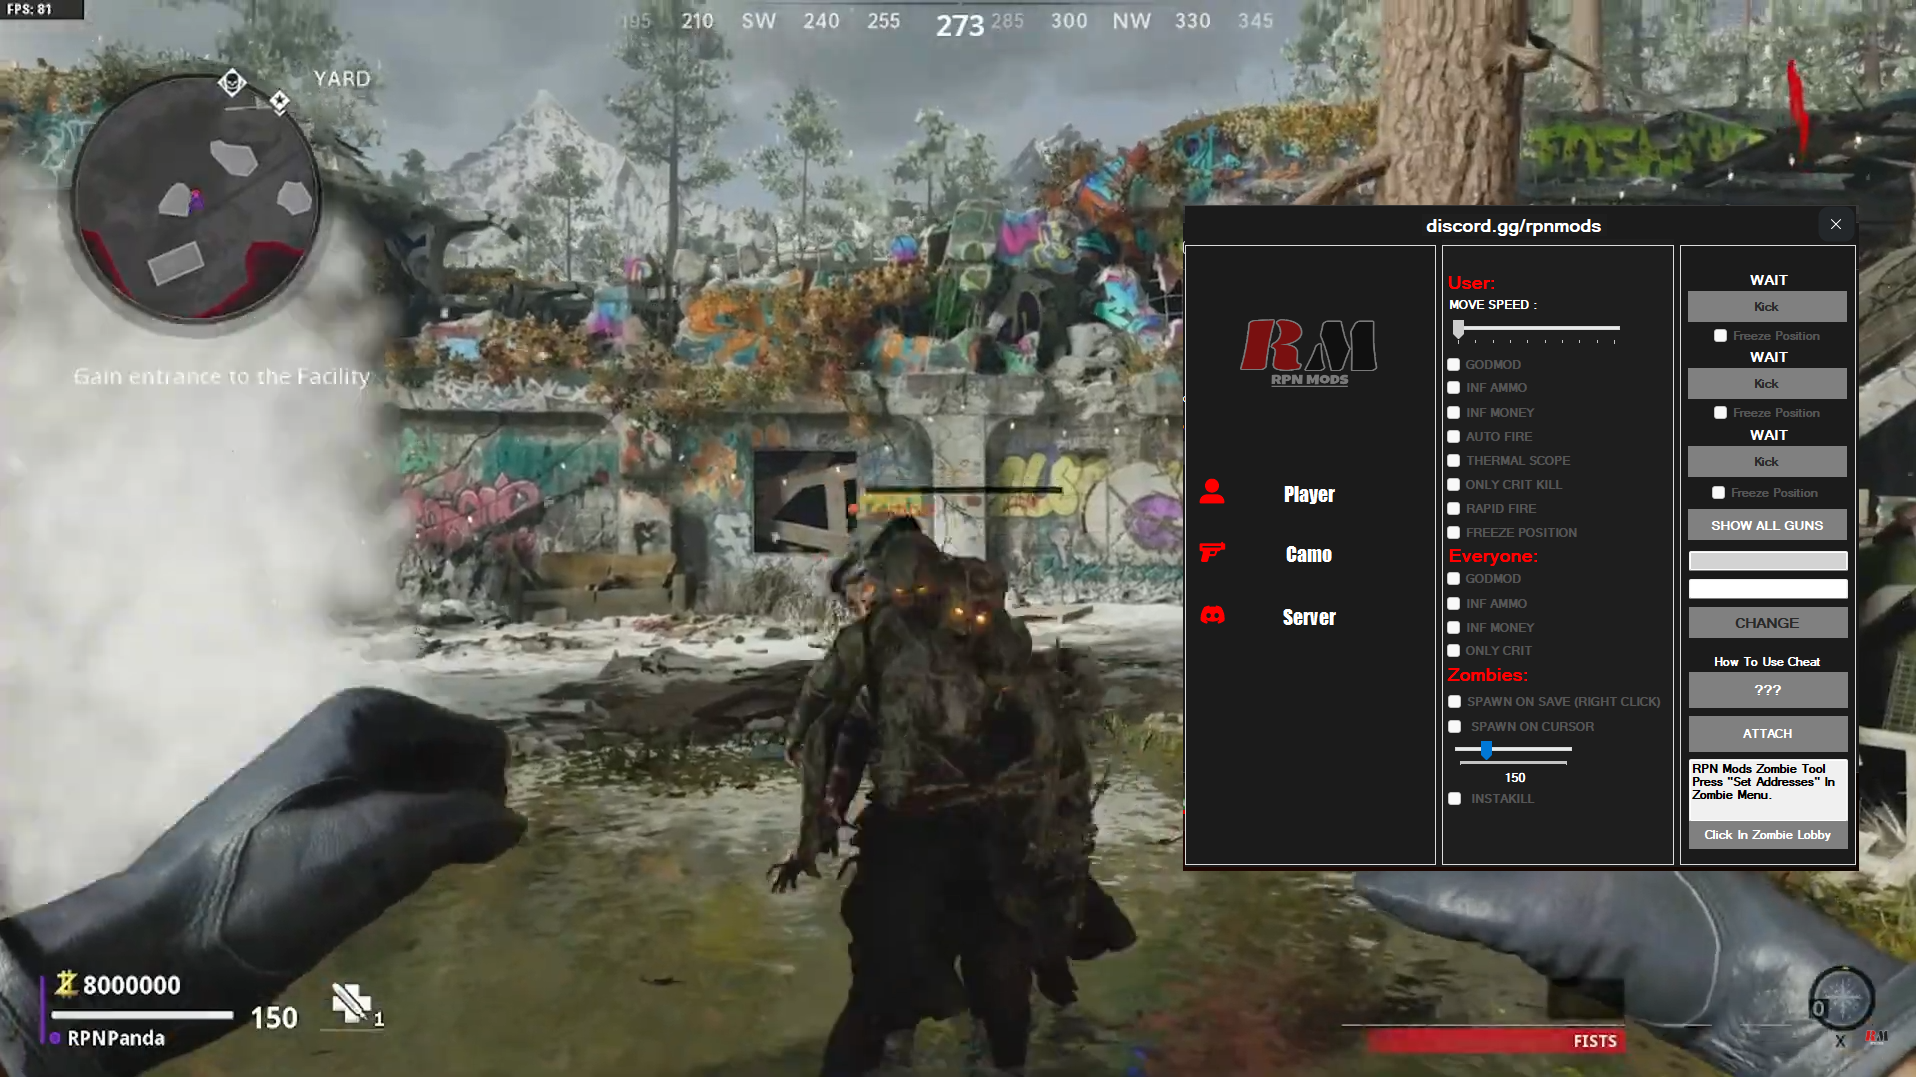 FPS: 81
195 210 SW 240 255 273 285 300 NW 330 345
YARD
Gain entrance to the Facility
8000000
150
1
RPNPanda
FISTS
0
X
RM
discord.gg/rpnmods
RM
RPN MODS
Player
Camo
Server
User:
MOVE SPEED :
GODMOD
INF AMMO
INF MONEY
AUTO FIRE
THERMAL SCOPE
ONLY CRIT KILL
RAPID FIRE
FREEZE POSITION
Everyone:
GODMOD
INF AMMO
INF MONEY
ONLY CRIT
Zombies:
SPAWN ON SAVE (RIGHT CLICK)
SPAWN ON CURSOR
150
INSTAKILL
WAIT
Kick
Freeze Position
WAIT
Kick
Freeze Position
WAIT
Kick
Freeze Position
SHOW ALL GUNS
CHANGE
How To Use Cheat
???
ATTACH
RPN Mods Zombie Tool
Press "Set Addresses" In
Zombie Menu.
Click In Zombie Lobby